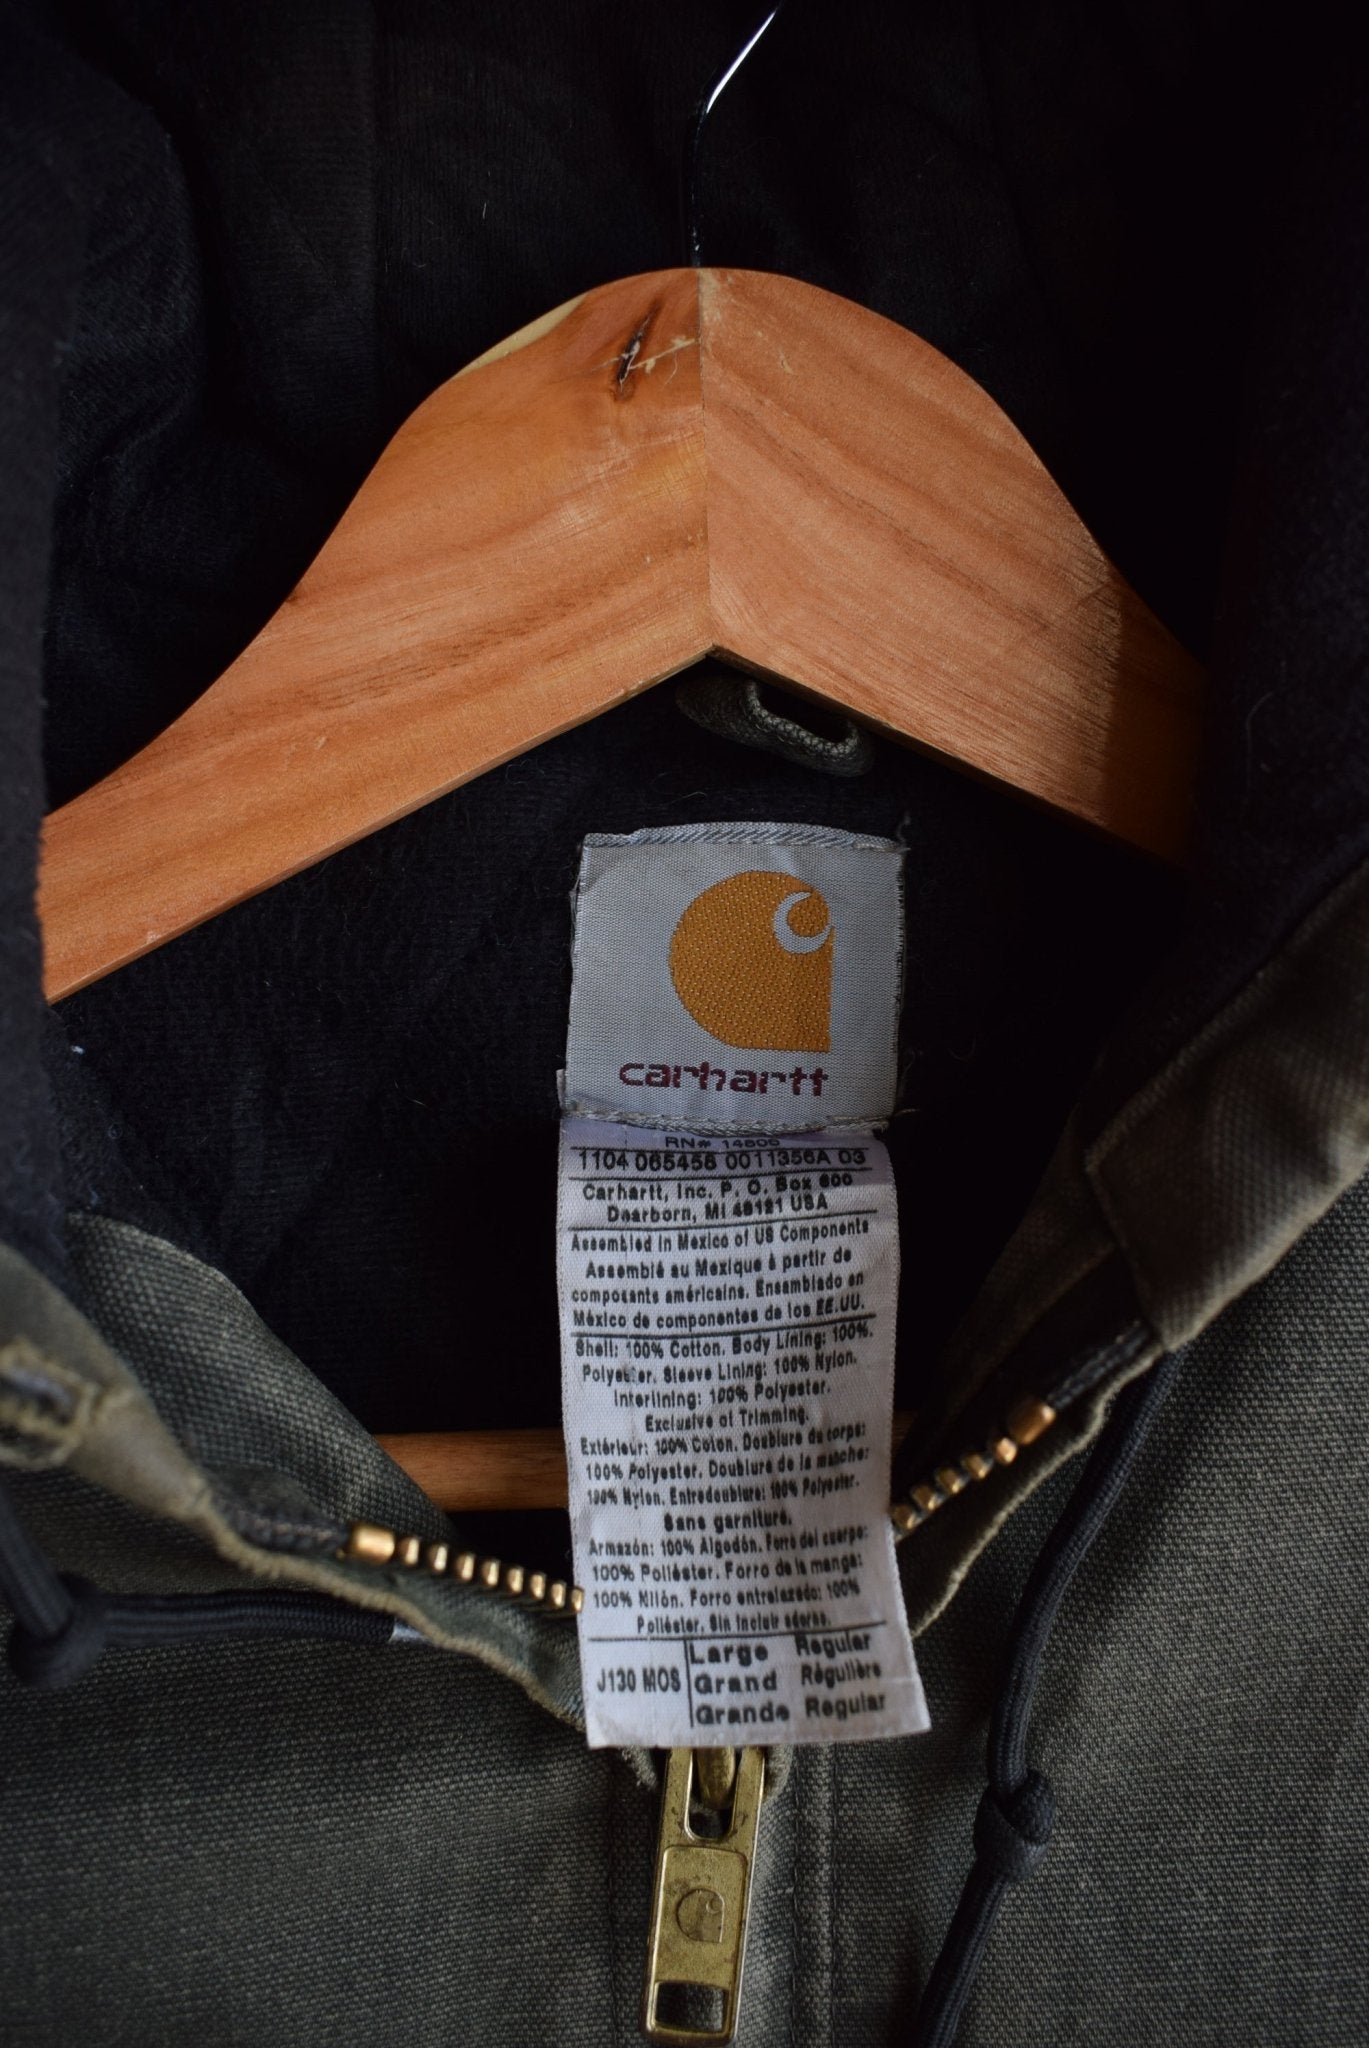 carhartt
RN# 14806
1104 065458 0011356A 03
Carhartt, Inc. P. O. Box 600
Dearborn, MI 48121 USA
Assembled in Mexico of US Components
Assemblé au Mexique à partir de
composants américains. Ensamblado en
México de componentes de los EE.UU.
Shell: 100% Cotton. Body Lining: 100%.
Polyester. Sleeve Lining: 100% Nylon.
Interlining: 100% Polyester.
Exclusive of Trimming.
Extérieur: 100% Coton. Doublure du corps:
100% Polyester. Doublure de la manche:
100% Nylon. Entredoublure: 100% Polyester.
Sans garniture.
Armazón: 100% Algodón. Forro del cuerpo:
100% Poliéster. Forro de la manga:
100% Nilón. Forro entrelazado: 100%
Poliéster. Sin incluir adorno.
J130 MOS
Large Regular
Grand Régulière
Grande Regular